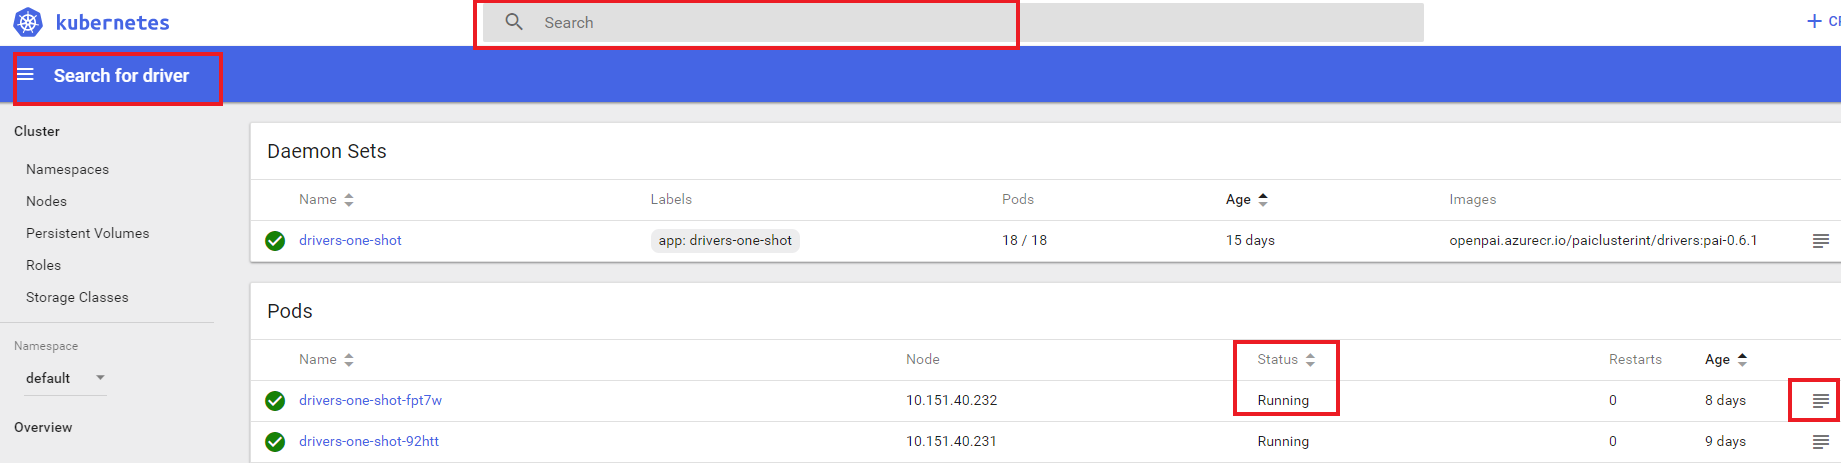 kubernetes
Search
Search for driver
Cluster
Namespaces
Nodes
Persistent Volumes
Roles
Storage Classes
Namespace
default
Overview
Daemon Sets
Name Labels Pods Age Images
drivers-one-shot app: drivers-one-shot 18 / 18 15 days openpai.azurecr.io/paiclusterint/drivers:pai-0.6.1
Pods
Name Node Status Restarts Age
drivers-one-shot-fpt7w 10.151.40.232 Running 0 8 days
drivers-one-shot-92htt 10.151.40.231 Running 0 9 days